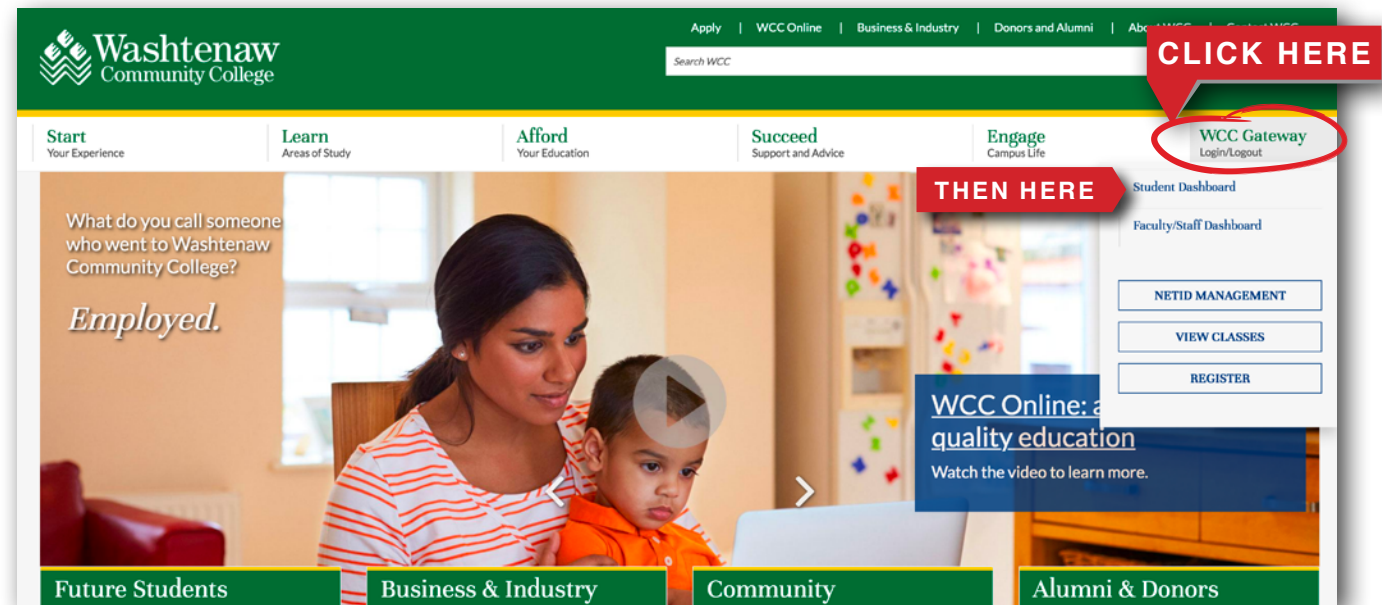 Washtenaw
Community College
Apply | WCC Online | Business & Industry | Donors and Alumni | About WCC | Contact WCC
Search WCC
CLICK HERE
Start
Your Experience
Learn
Areas of Study
Afford
Your Education
Succeed
Support and Advice
Engage
Campus Life
WCC Gateway
Login/Logout
THEN HERE
Student Dashboard
Faculty/Staff Dashboard
NETID MANAGEMENT
VIEW CLASSES
REGISTER
What do you call someone
who went to Washtenaw
Community College?
Employed.
WCC Online: a
quality education
Watch the video to learn more.
Future Students
Business & Industry
Community
Alumni & Donors